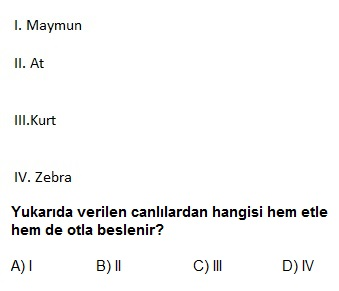 I. Maymun
II. At
III.Kurt
IV. Zebra
Yukarıda verilen canlılardan hangisi hem etle
hem de otla beslenir?
A) I B) II C) III D) IV